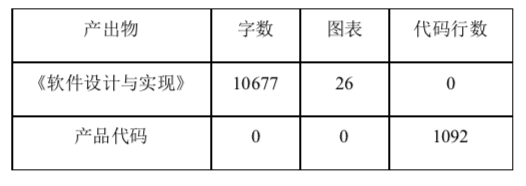 产出物 字数 图表 代码行数
《软件设计与实现》 10677 26 0
产品代码 0 0 1092